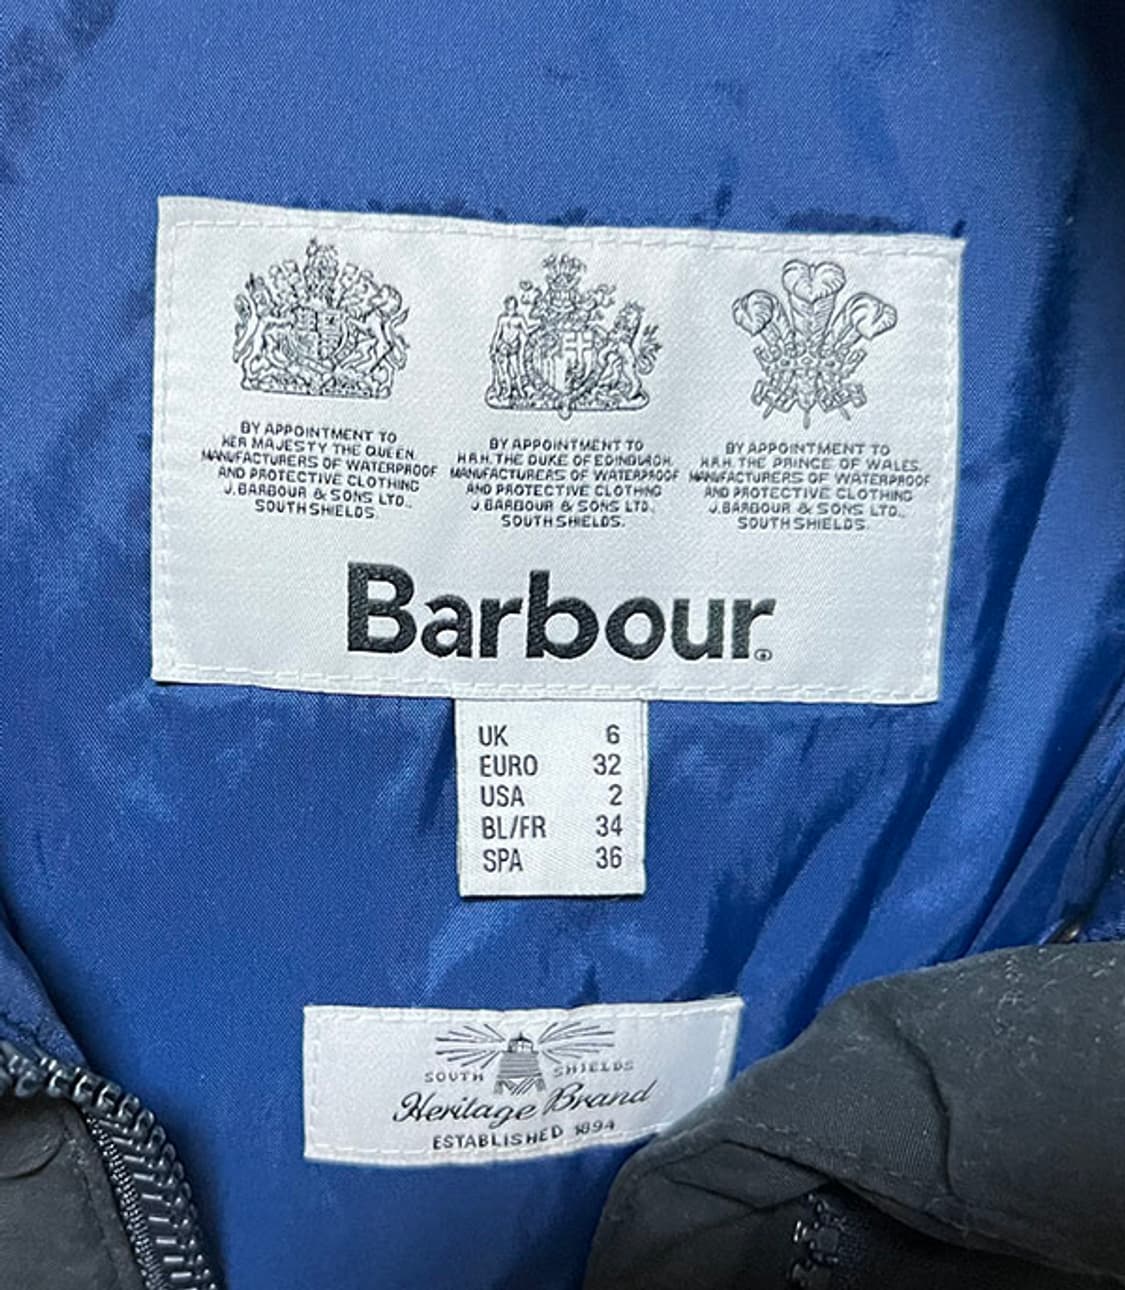 BY APPOINTMENT TO
HER MAJESTY THE QUEEN.
MANUFACTURERS OF WATERPROOF
AND PROTECTIVE CLOTHING
J. BARBOUR & SONS LTD.,
SOUTH SHIELDS.
BY APPOINTMENT TO
H.R.H. THE DUKE OF EDINBURGH.
MANUFACTURERS OF WATERPROOF
AND PROTECTIVE CLOTHING
J. BARBOUR & SONS LTD.
SOUTH SHIELDS.
BY APPOINTMENT TO
H.R.H. THE PRINCE OF WALES.
MANUFACTURERS OF WATERPROOF
AND PROTECTIVE CLOTHING
J. BARBOUR & SONS LTD.,
SOUTH SHIELDS.
Barbour®
UK 6
EURO 32
USA 2
BL/FR 34
SPA 36
SOUTH SHIELDS
Heritage Brand
ESTABLISHED 1894